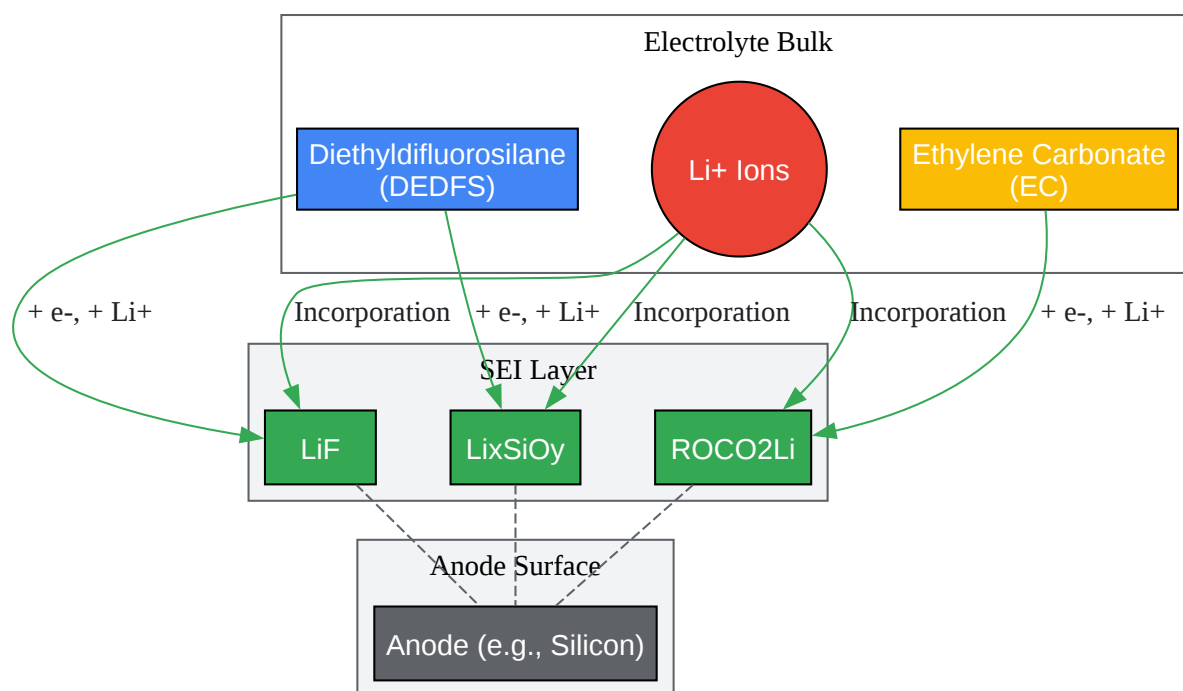 Electrolyte Bulk
Diethyldifluorosilane
(DEDFS)
Li+ Ions
Ethylene Carbonate
(EC)
+ e-, + Li+
Incorporation
+ e-, + Li+
Incorporation
Incorporation
+ e-, + Li+
SEI Layer
LiF
LixSiOy
ROCO2Li
Anode Surface
Anode (e.g., Silicon)